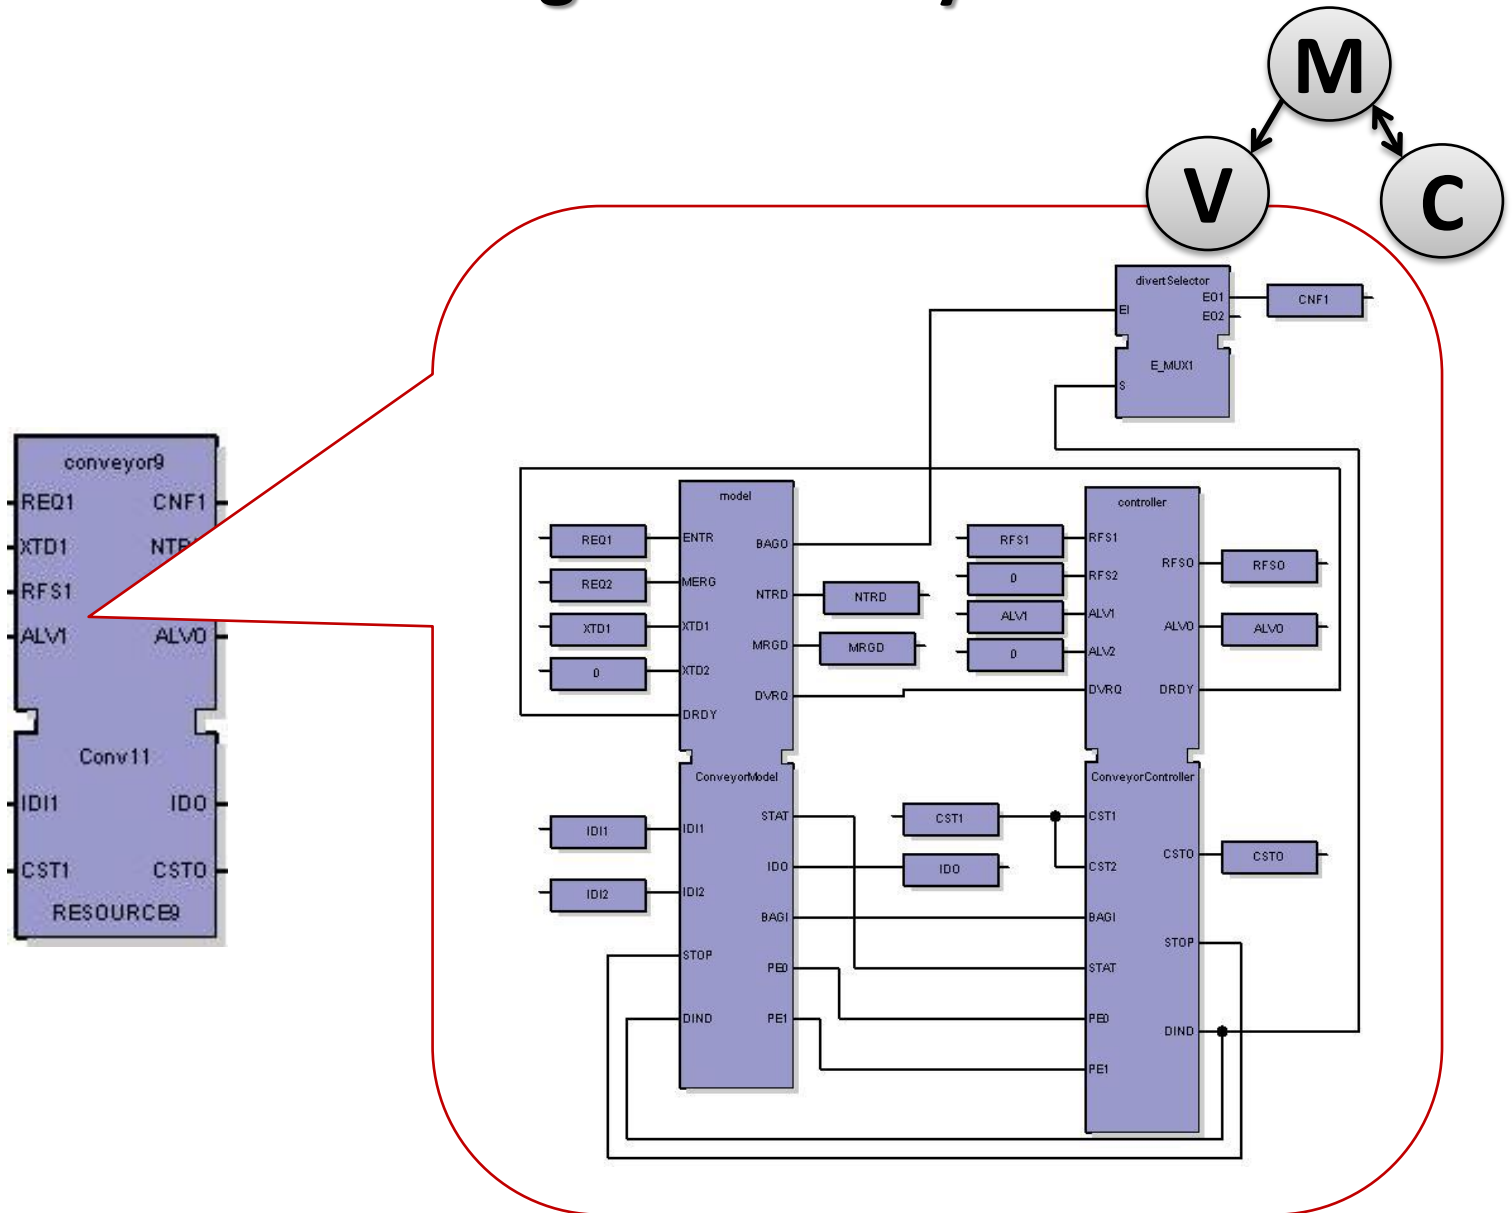 M
V
C
conveyor9
REQ1 CNF1
XTD1
RFS1
ALV1 ALVO
Conv11
IDI1 IDO
CST1 CSTO
RESOURCE9
divertSelector
EI EO1
EO2
E_MUX1
S
CNF1
model
ENTR BAGO
MERG NTRD
XTD1 MRGD
XTD2 DVRQ
DRDY
ConveyorModel
IDI1 STAT
IDI2 IDO
BAGI
STOP PE0
DIND PE1
REQ1
REQ2
XTD1
0
NTRD
MRGD
IDI1
IDI2
controller
RFS1
RFS2 RFSO
ALV1 ALVO
ALV2
DVRQ DRDY
ConveyorController
CST1
CST2 CSTO
BAGI
STAT STOP
PE0 DIND
PE1
RFS1
0
ALV1
0
RFSO
ALVO
CST1
IDO
CSTO